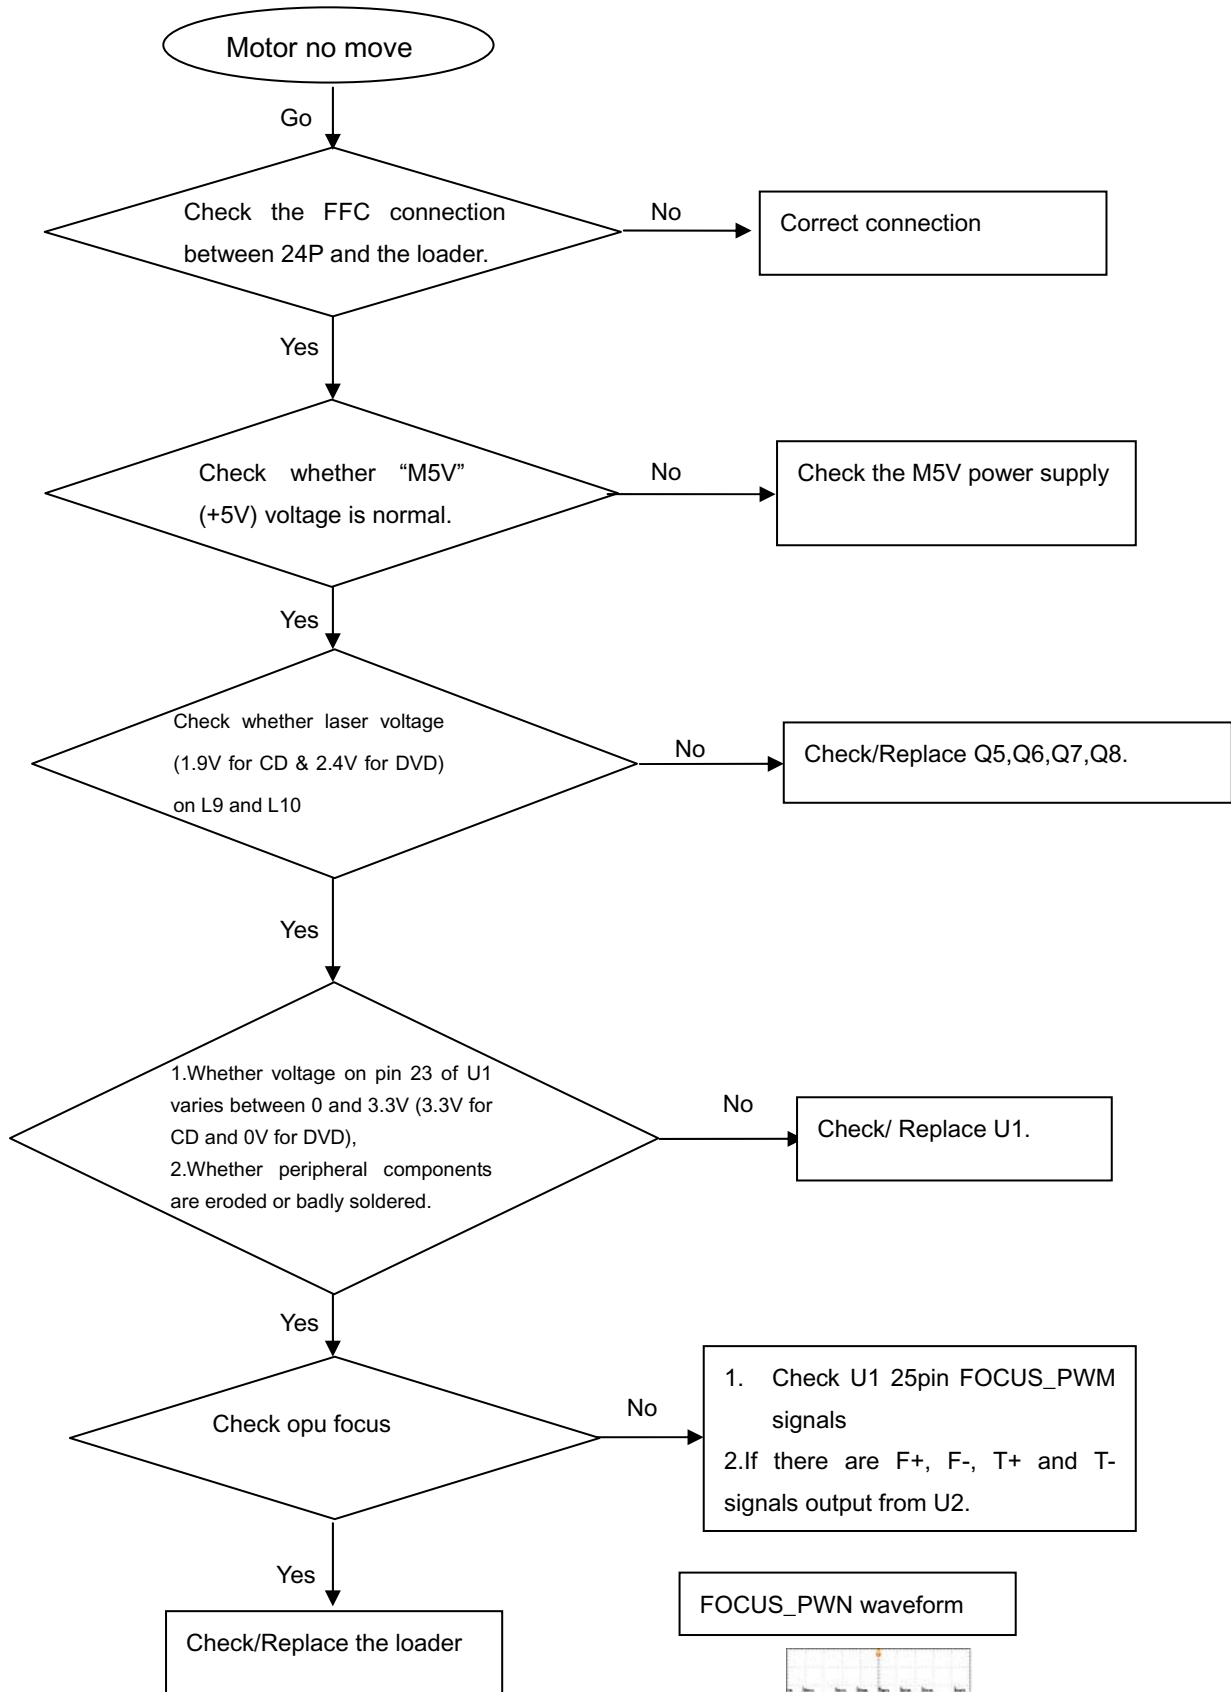 Motor no move
Go
Check the FFC connection
between 24P and the loader.
No
Correct connection
Yes
Check whether “M5V”
(+5V) voltage is normal.
No
Check the M5V power supply
Yes
Check whether laser voltage
(1.9V for CD & 2.4V for DVD)
on L9 and L10
No
Check/Replace Q5,Q6,Q7,Q8.
Yes
1.Whether voltage on pin 23 of U1
varies between 0 and 3.3V (3.3V for
CD and 0V for DVD),
2.Whether peripheral components
are eroded or badly soldered.
No
Check/ Replace U1.
Yes
Check opu focus
No
1. Check U1 25pin FOCUS_PWM
signals
2.If there are F+, F-, T+ and T-
signals output from U2.
Yes
Check/Replace the loader
FOCUS_PWN waveform